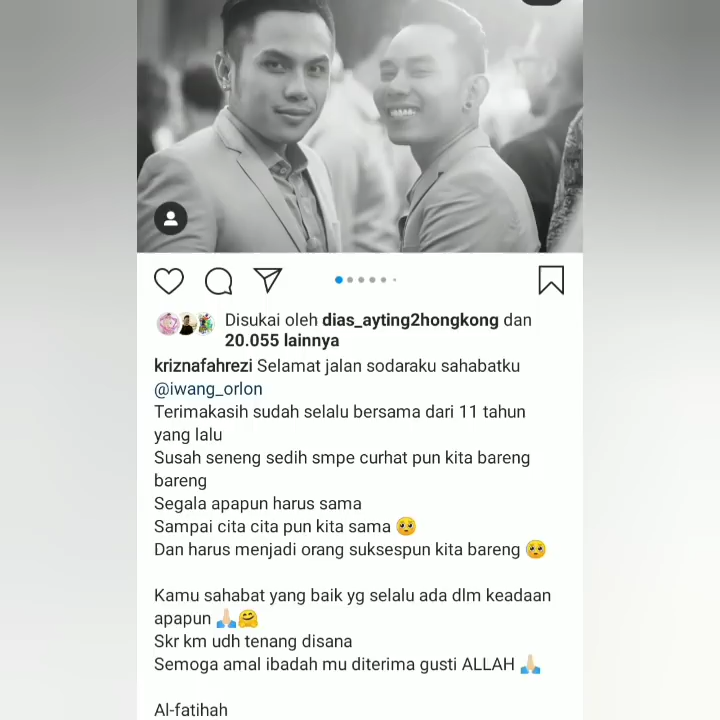 Disukai oleh dias_ayting2hongkong dan
20.055 lainnya
kriznafahrezi Selamat jalan sodaraku sahabatku
@iwang_orlon
Terimakasih sudah selalu bersama dari 11 tahun
yang lalu
Susah seneng sedih smpe curhat pun kita bareng
bareng
Segala apapun harus sama
Sampai cita cita pun kita sama 🥺
Dan harus menjadi orang suksespun kita bareng 🥺
Kamu sahabat yang baik yg selalu ada dlm keadaan
apapun 🙏🏻🤗
Skr km udh tenang disana
Semoga amal ibadah mu diterima gusti ALLAH 🙏🏻
Al-fatihah